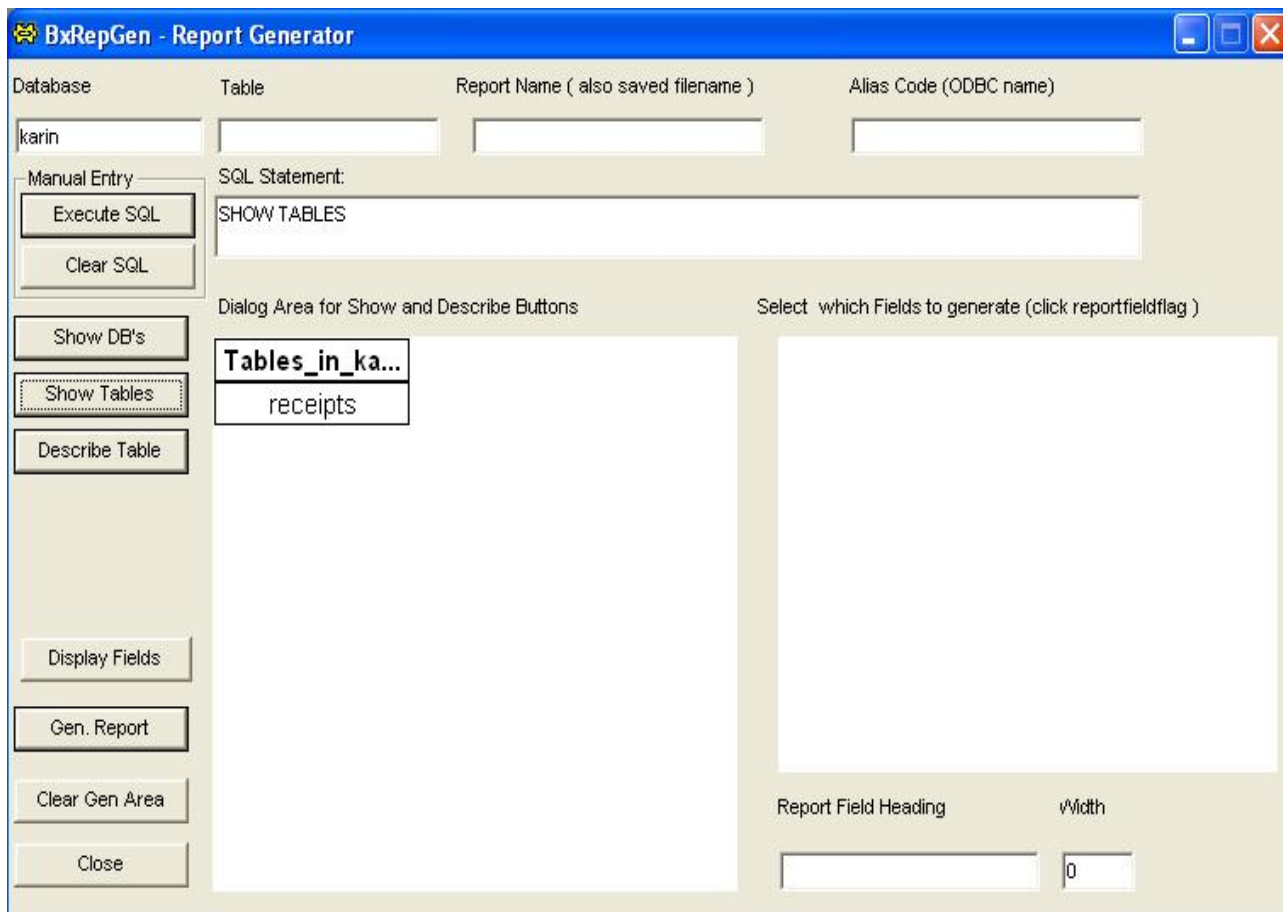 BxRepGen - Report Generator
Database
Table
Report Name ( also saved filename )
Alias Code (ODBC name)
karin
Manual Entry
SQL Statement:
Execute SQL
SHOW TABLES
Clear SQL
Dialog Area for Show and Describe Buttons
Select which Fields to generate (click reportfieldflag )
Show DB's
Tables_in_ka...
Show Tables
receipts
Describe Table
Display Fields
Gen. Report
Clear Gen Area
Report Field Heading
Width
Close
0